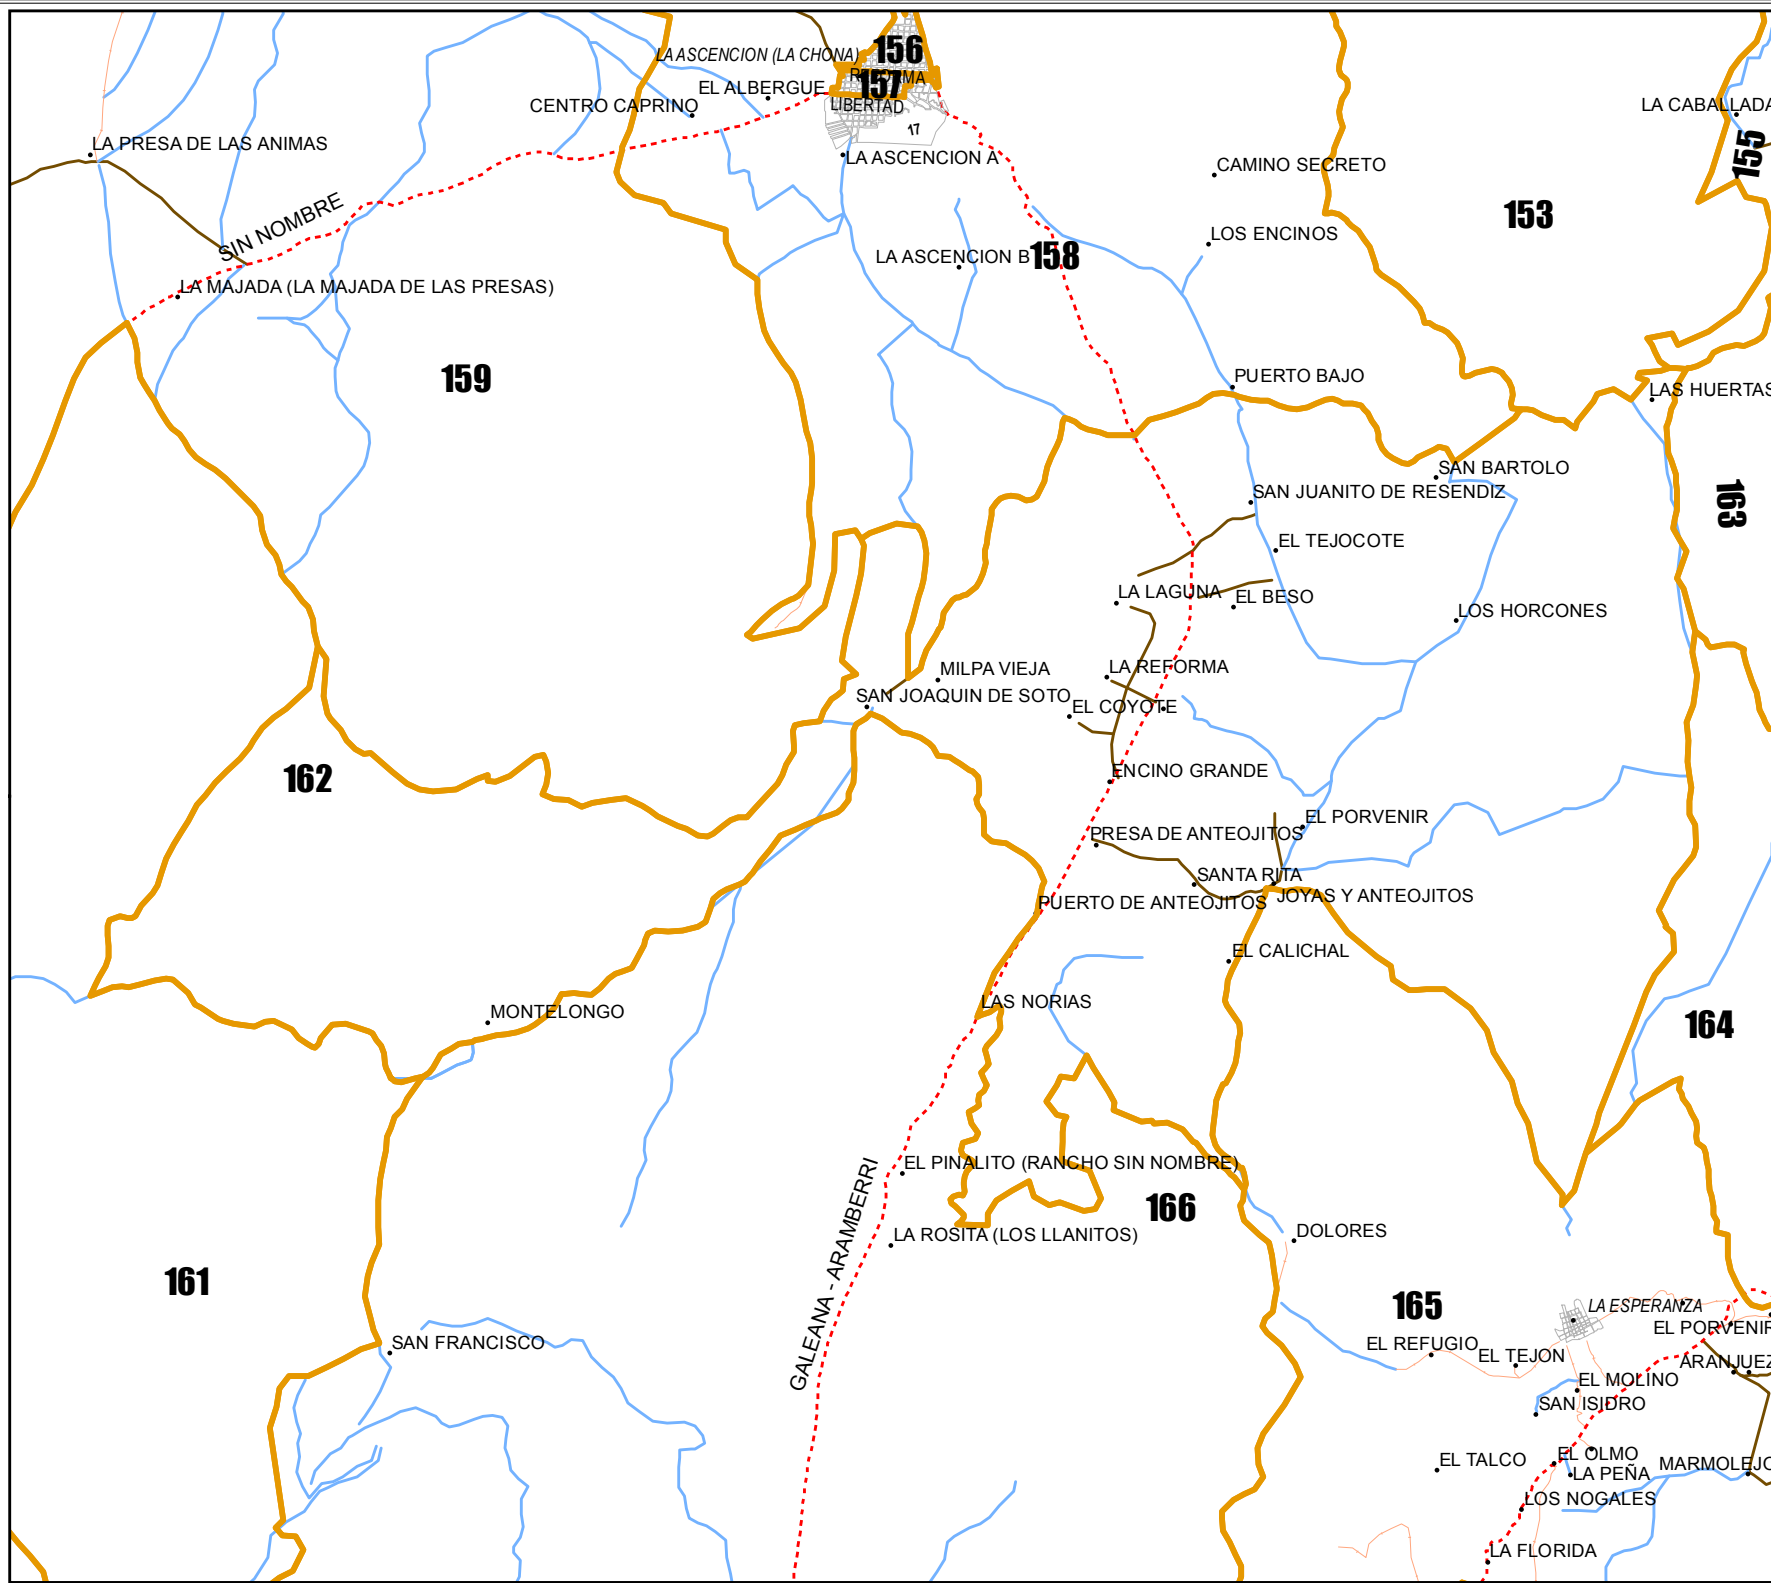 LA ASCENCION (LA CHONA)
156
REFORMA
157
EL ALBERGUE
CENTRO CAPRINO
LIBERTAD
17
LA CABALLADA
LA PRESA DE LAS ANIMAS
LA ASCENCION A
155
CAMINO SECRETO
SIN NOMBRE
153
LOS ENCINOS
LA ASCENCION B
158
LA MAJADA (LA MAJADA DE LAS PRESAS)
159
PUERTO BAJO
LAS HUERTAS
SAN BARTOLO
SAN JUANITO DE RESENDIZ
163
EL TEJOCOTE
LA LAGUNA
EL BESO
LOS HORCONES
MILPA VIEJA
LA REFORMA
SAN JOAQUIN DE SOTO
EL COYOTE
162
ENCINO GRANDE
EL PORVENIR
PRESA DE ANTEOJITOS
SANTA RITA
JOYAS Y ANTEOJITOS
PUERTO DE ANTEOJITOS
EL CALICHAL
LAS NORIAS
MONTELONGO
164
EL PINALITO (RANCHO SIN NOMBRE)
166
GALEANA - ARAMBERRI
LA ROSITA (LOS LLANITOS)
DOLORES
161
165
LA ESPERANZA
EL PORVENIR
SAN FRANCISCO
EL REFUGIO
EL TEJON
ARANJUEZ
EL MOLINO
SAN ISIDRO
EL OLMO
EL TALCO
LA PEÑA
MARMOLEJO
LOS NOGALES
LA FLORIDA